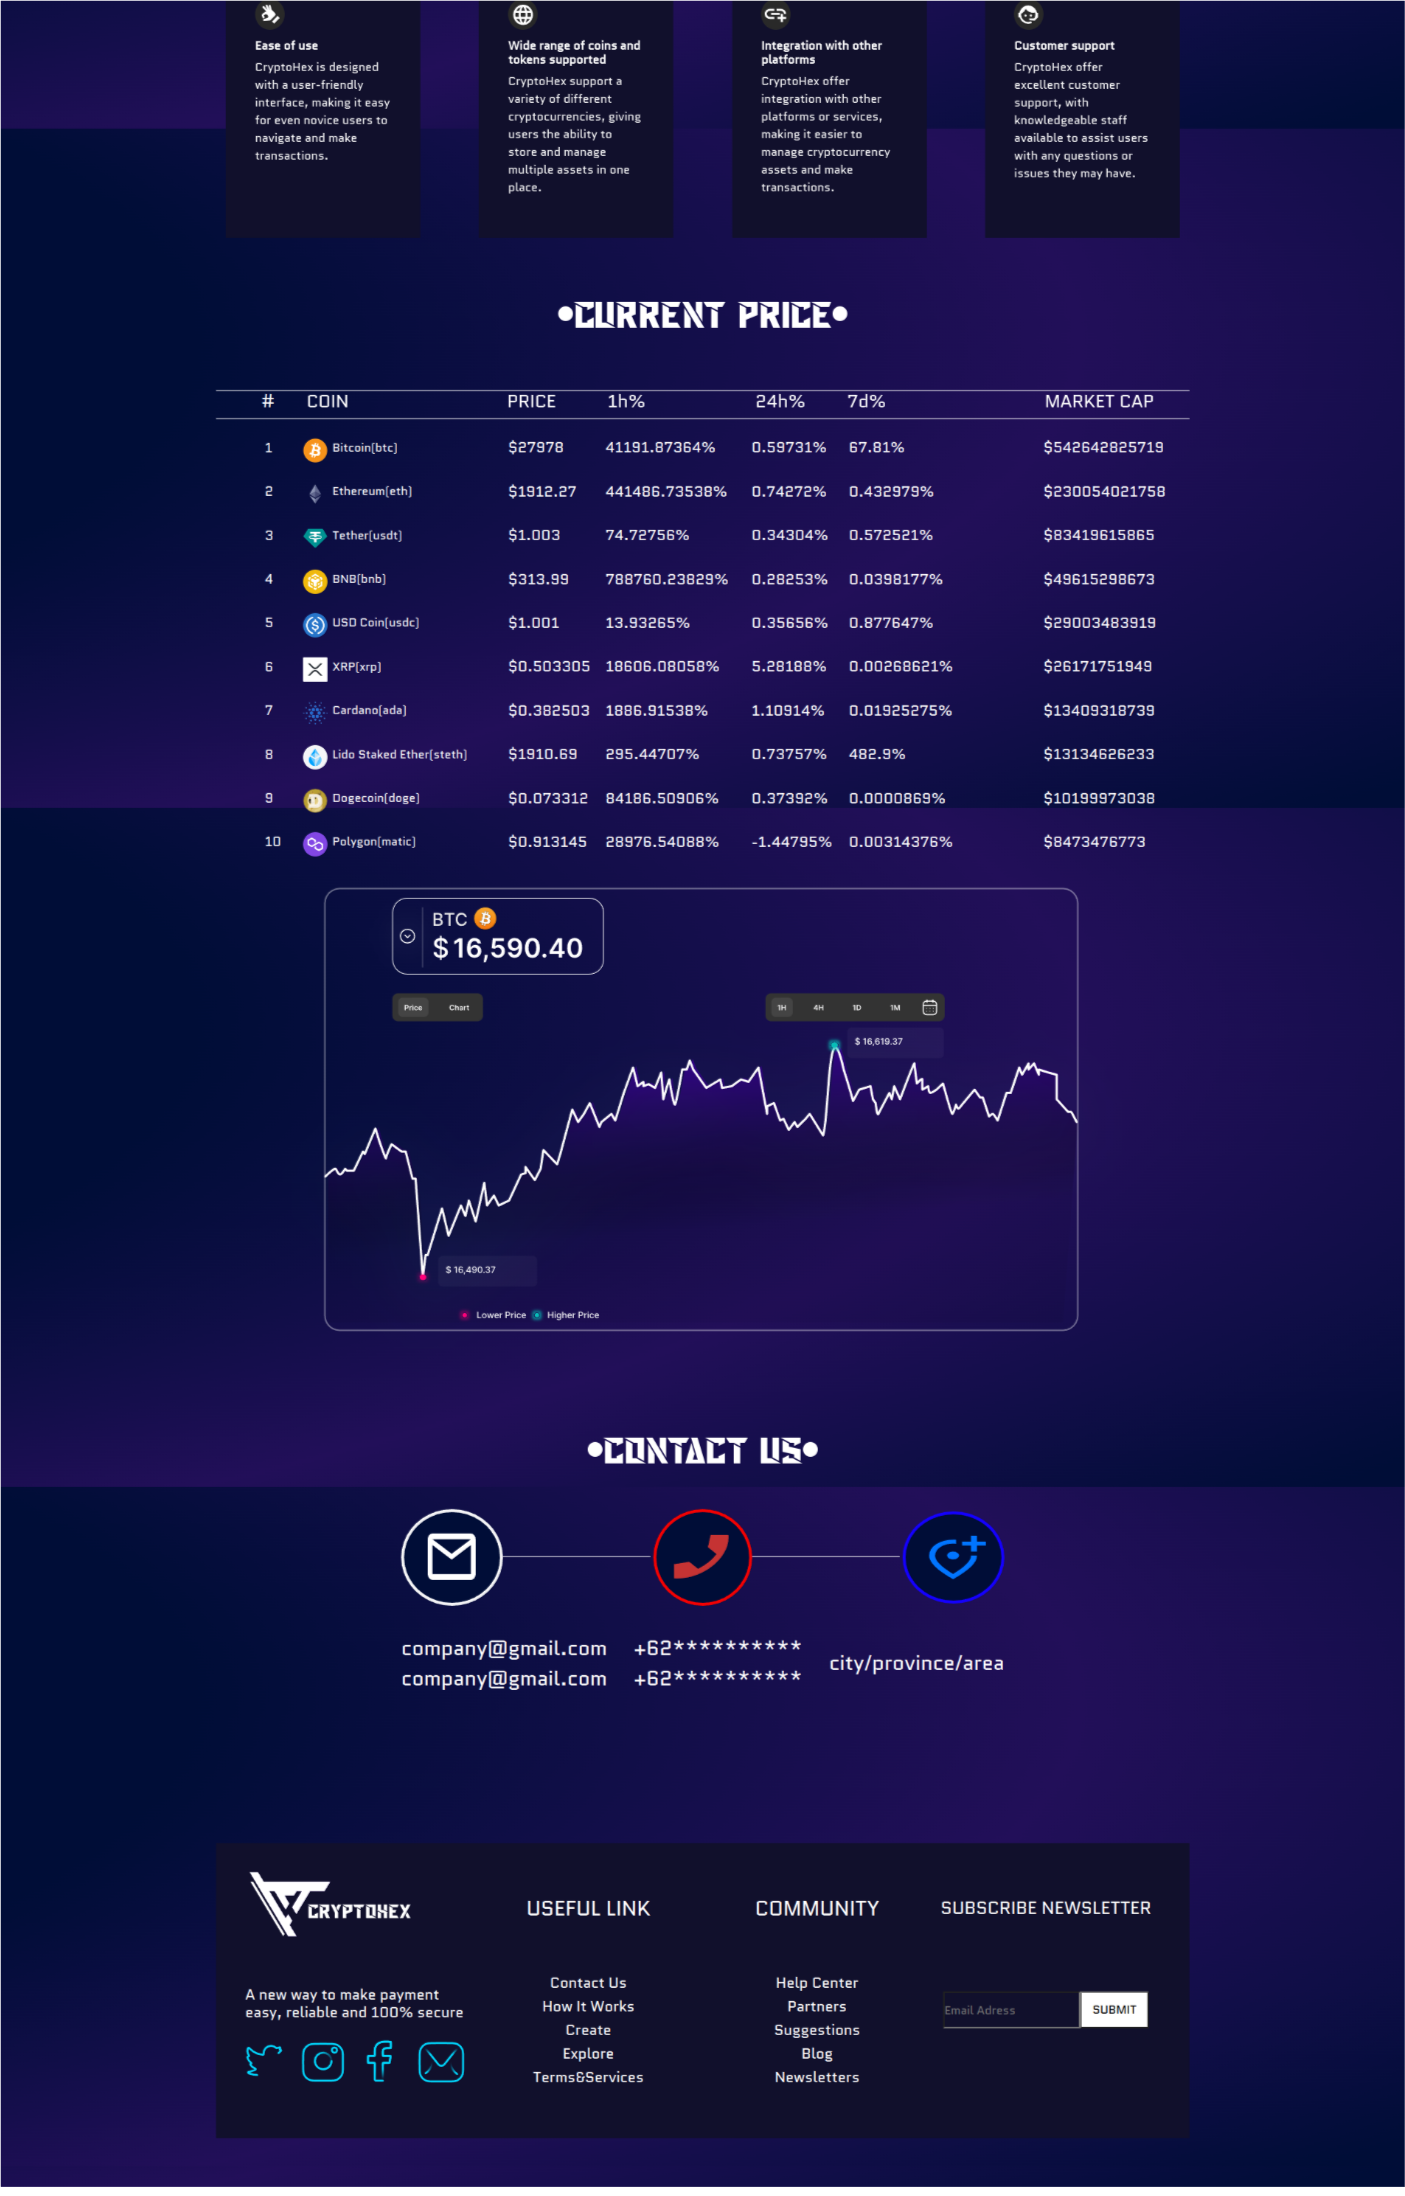 Ease of use
CryptoHex is designed
with a user-friendly
interface, making it easy
for even novice users to
navigate and make
transactions.
Wide range of coins and
tokens supported
CryptoHex support a
variety of different
cryptocurrencies, giving
users the ability to
store and manage
multiple assets in one
place.
Integration with other
platforms
CryptoHex offer
integration with other
platforms or services,
making it easier to
manage cryptocurrency
assets and make
transactions.
Customer support
CryptoHex offer
excellent customer
support, with
knowledgeable staff
available to assist users
with any questions or
issues they may have.
•CURRENT PRICE•
# COIN PRICE 1h% 24h% 7d% MARKET CAP
1 Bitcoin(btc) $27978 41191.87364% 0.59731% 67.81% $542642825719
2 Ethereum(eth) $1912.27 441486.73538% 0.74272% 0.432979% $230054021758
3 Tether(usdt) $1.003 74.72756% 0.34304% 0.572521% $83419615865
4 BNB(bnb) $313.99 788760.23829% 0.28253% 0.0398177% $49615298673
5 USD Coin(usdc) $1.001 13.93265% 0.35656% 0.877647% $29003483919
6 XRP(xrp) $0.503305 18606.08058% 5.28188% 0.00268621% $26171751949
7 Cardano(ada) $0.382503 1886.91538% 1.10914% 0.01925275% $13409318739
8 Lido Staked Ether(steth) $1910.69 295.44707% 0.73757% 482.9% $13134626233
9 Dogecoin(doge) $0.073312 84186.50906% 0.37392% 0.0000869% $10199973038
10 Polygon(matic) $0.913145 28976.54088% -1.44795% 0.00314376% $8473476773
BTC
$16,590.40
Price Chart 1H 4H 1D 1M
$ 16,619.37
$ 16,490.37
Lower Price Higher Price
•CONTACT US•
company@gmail.com
company@gmail.com
+62**********
+62**********
city/province/area
CRYPTOHEX
A new way to make payment
easy, reliable and 100% secure
USEFUL LINK
Contact Us
How It Works
Create
Explore
Terms&Services
COMMUNITY
Help Center
Partners
Suggestions
Blog
Newsletters
SUBSCRIBE NEWSLETTER
Email Adress SUBMIT